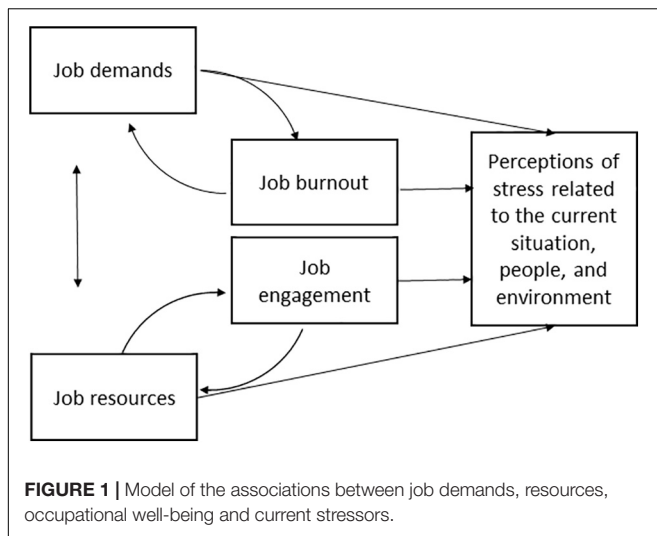 Job demands
Job burnout
Perceptions of
stress related
to the current
situation,
people, and
environment
Job
engagement
Job resources
FIGURE 1 | Model of the associations between job demands, resources,
occupational well-being and current stressors.